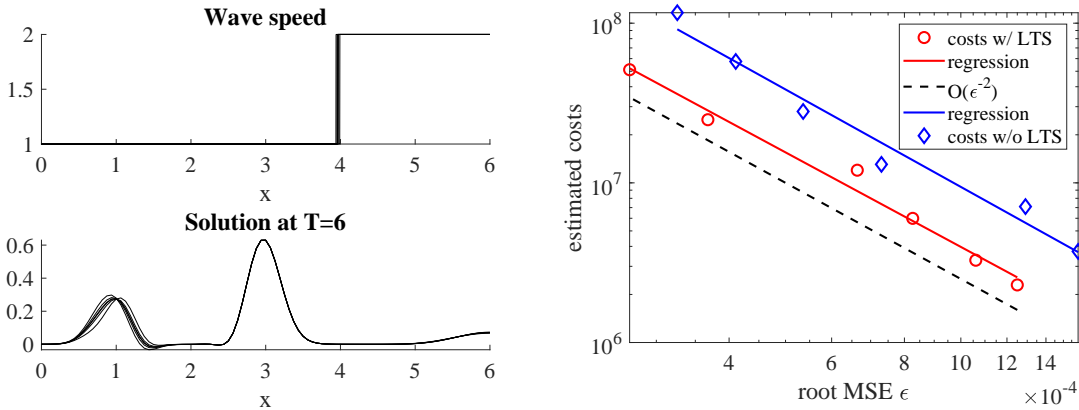 Wave speed
2
1.5
1
0 1 2 3 4 5 6
x
Solution at T=6
0.6
0.4
0.2
0
0 1 2 3 4 5 6
x
10^8
10^7
10^6
estimated costs
costs w/ LTS
regression
O(ϵ^-2)
regression
costs w/o LTS
4 6 8 10 12 14
root MSE ϵ
×10^-4